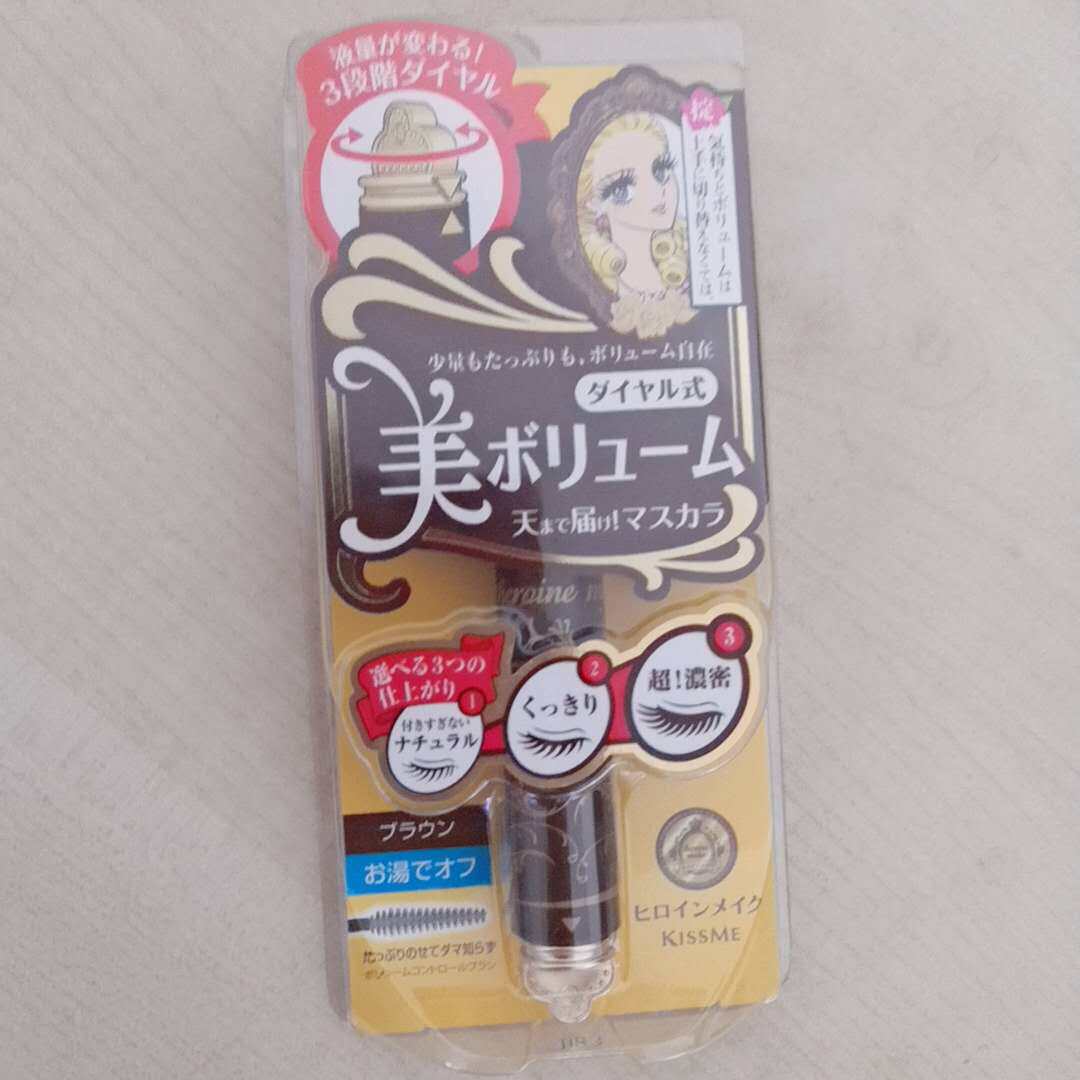 液量が変わる!
3段階ダイヤル
掟
気持ちとボリュームは
上手に切り替えなくては。
少量もたっぷりも、ボリューム自在
ダイヤル式
美ボリューム
天まで届け!マスカラ
eroine
選べる3つの
仕上がり
1
付きすぎない
ナチュラル
2
くっきり
3
超!濃密
ブラウン
お湯でオフ
たっぷりのせてダマ知らず
ボリュームコントロールブラシ
ヒロインメイク
KISSME